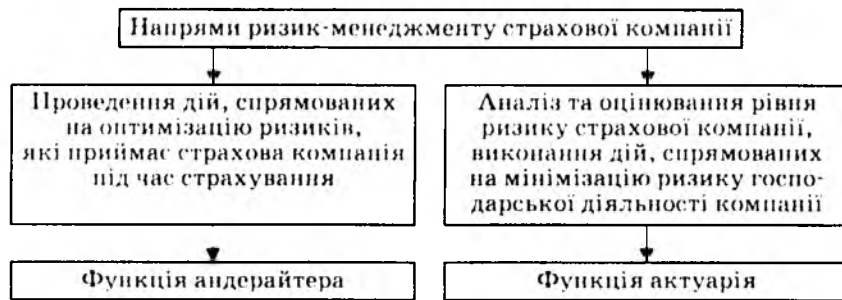 Напрями ризик-менеджменту страхової компанії
Проведення дій, спрямованих
на оптимізацію ризиків,
які приймає страхова компанія
під час страхування
Аналіз та оцінювання рівня
ризику страхової компанії,
виконання дій, спрямованих
на мінімізацію ризику госпо-
дарської діяльності компанії
Функція андерайтера
Функція актуарія